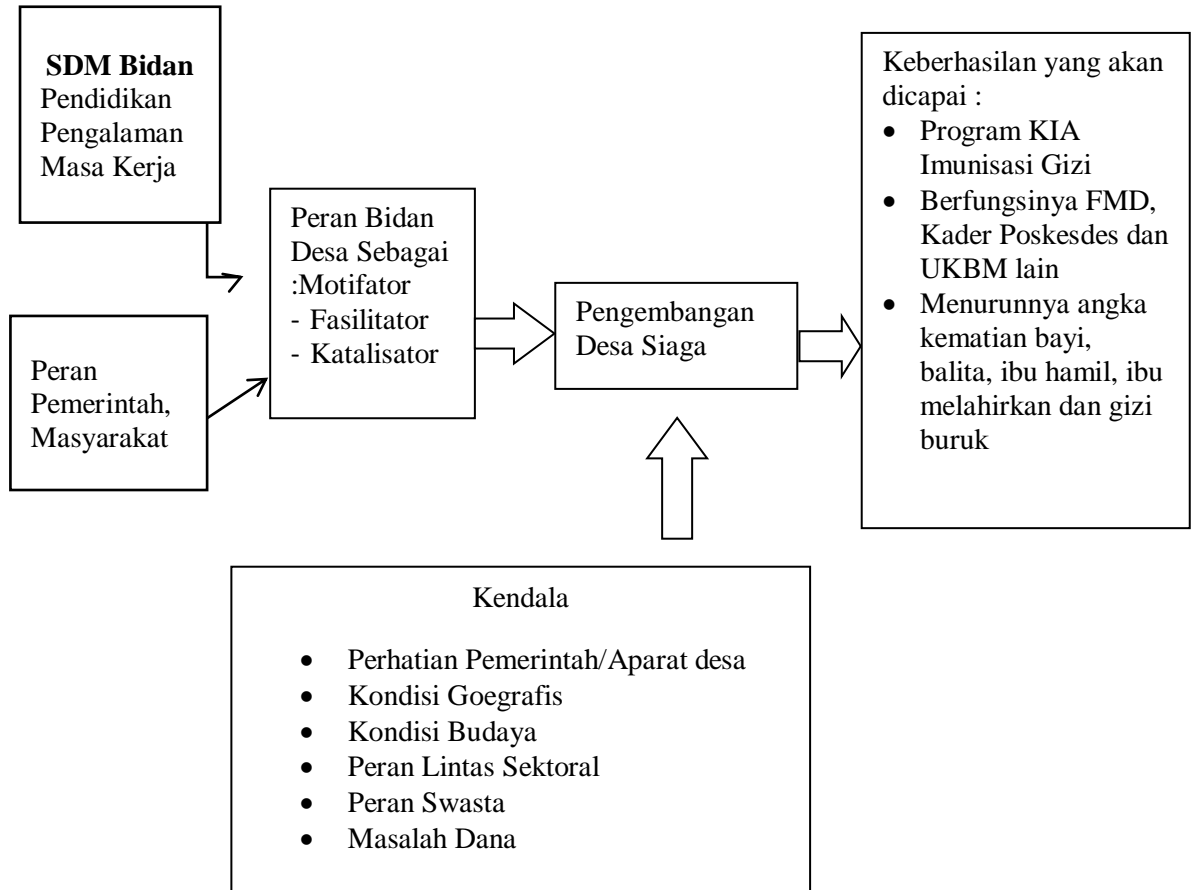 SDM Bidan
Pendidikan
Pengalaman
Masa Kerja
Peran
Pemerintah,
Masyarakat
Peran Bidan
Desa Sebagai
:Motifator
- Fasilitator
- Katalisator
Pengembangan
Desa Siaga
Keberhasilan yang akan
dicapai :
• Program KIA
Imunisasi Gizi
• Berfungsinya FMD,
Kader Poskesdes dan
UKBM lain
• Menurunnya angka
kematian bayi,
balita, ibu hamil, ibu
melahirkan dan gizi
buruk
Kendala
• Perhatian Pemerintah/Aparat desa
• Kondisi Goegrafis
• Kondisi Budaya
• Peran Lintas Sektoral
• Peran Swasta
• Masalah Dana